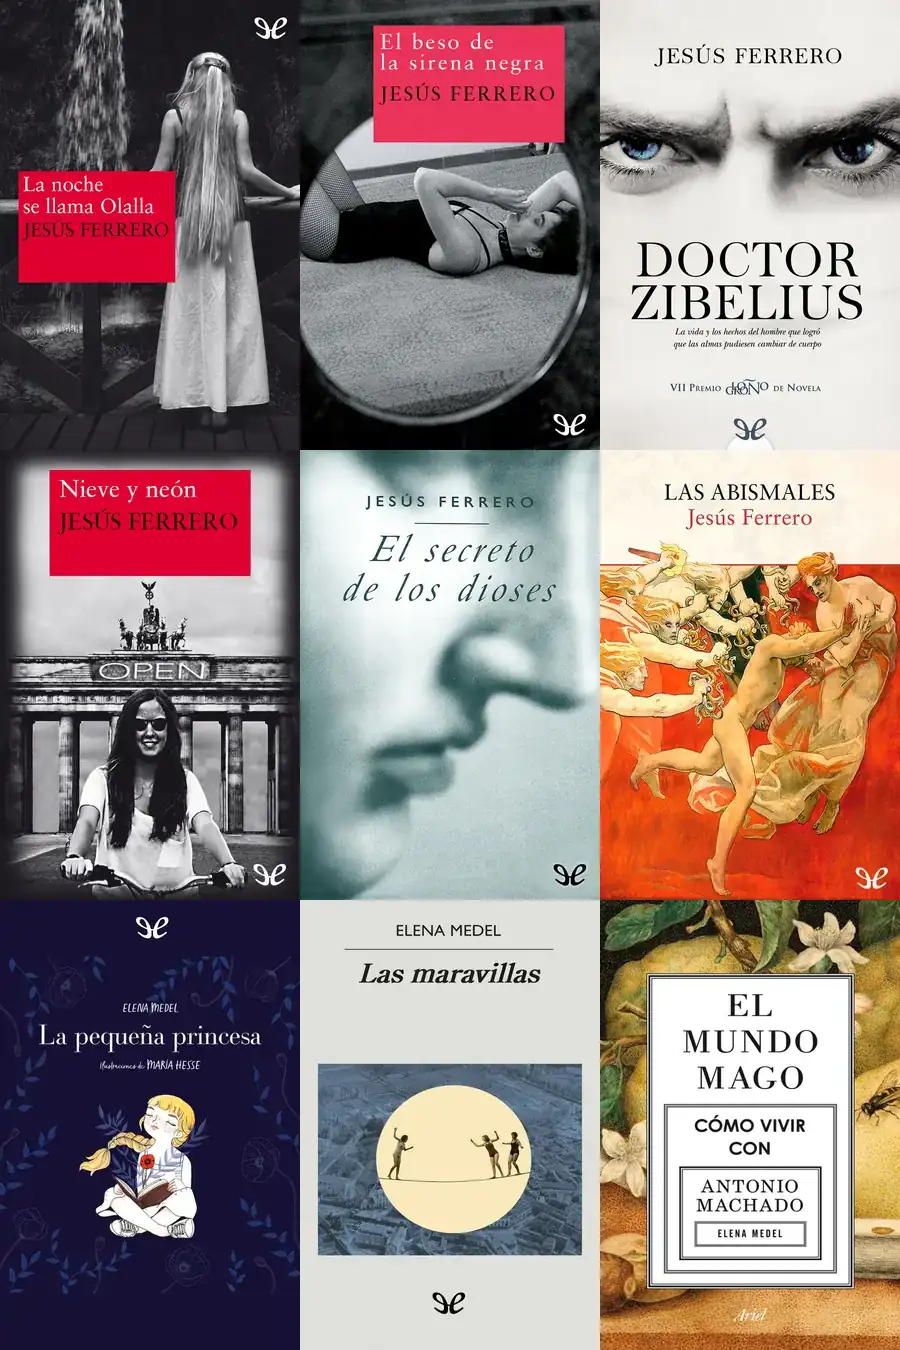 La noche
se llama Olalla
JESÚS FERRERO
El beso de
la sirena negra
JESÚS FERRERO
JESÚS FERRERO
DOCTOR
ZIBELIUS
La vida y los hechos del hombre que logró
que las almas pudiesen cambiar de cuerpo
VII PREMIO LOGROÑO DE NOVELA
Nieve y neón
JESÚS FERRERO
OPEN
JESÚS FERRERO
El secreto
de los dioses
LAS ABISMALES
Jesús Ferrero
ELENA MEDEL
La pequeña princesa
Ilustraciones de MARÍA HESSE
ELENA MEDEL
Las maravillas
EL
MUNDO
MAGO
CÓMO VIVIR
CON
ANTONIO
MACHADO
ELENA MEDEL
Ariel